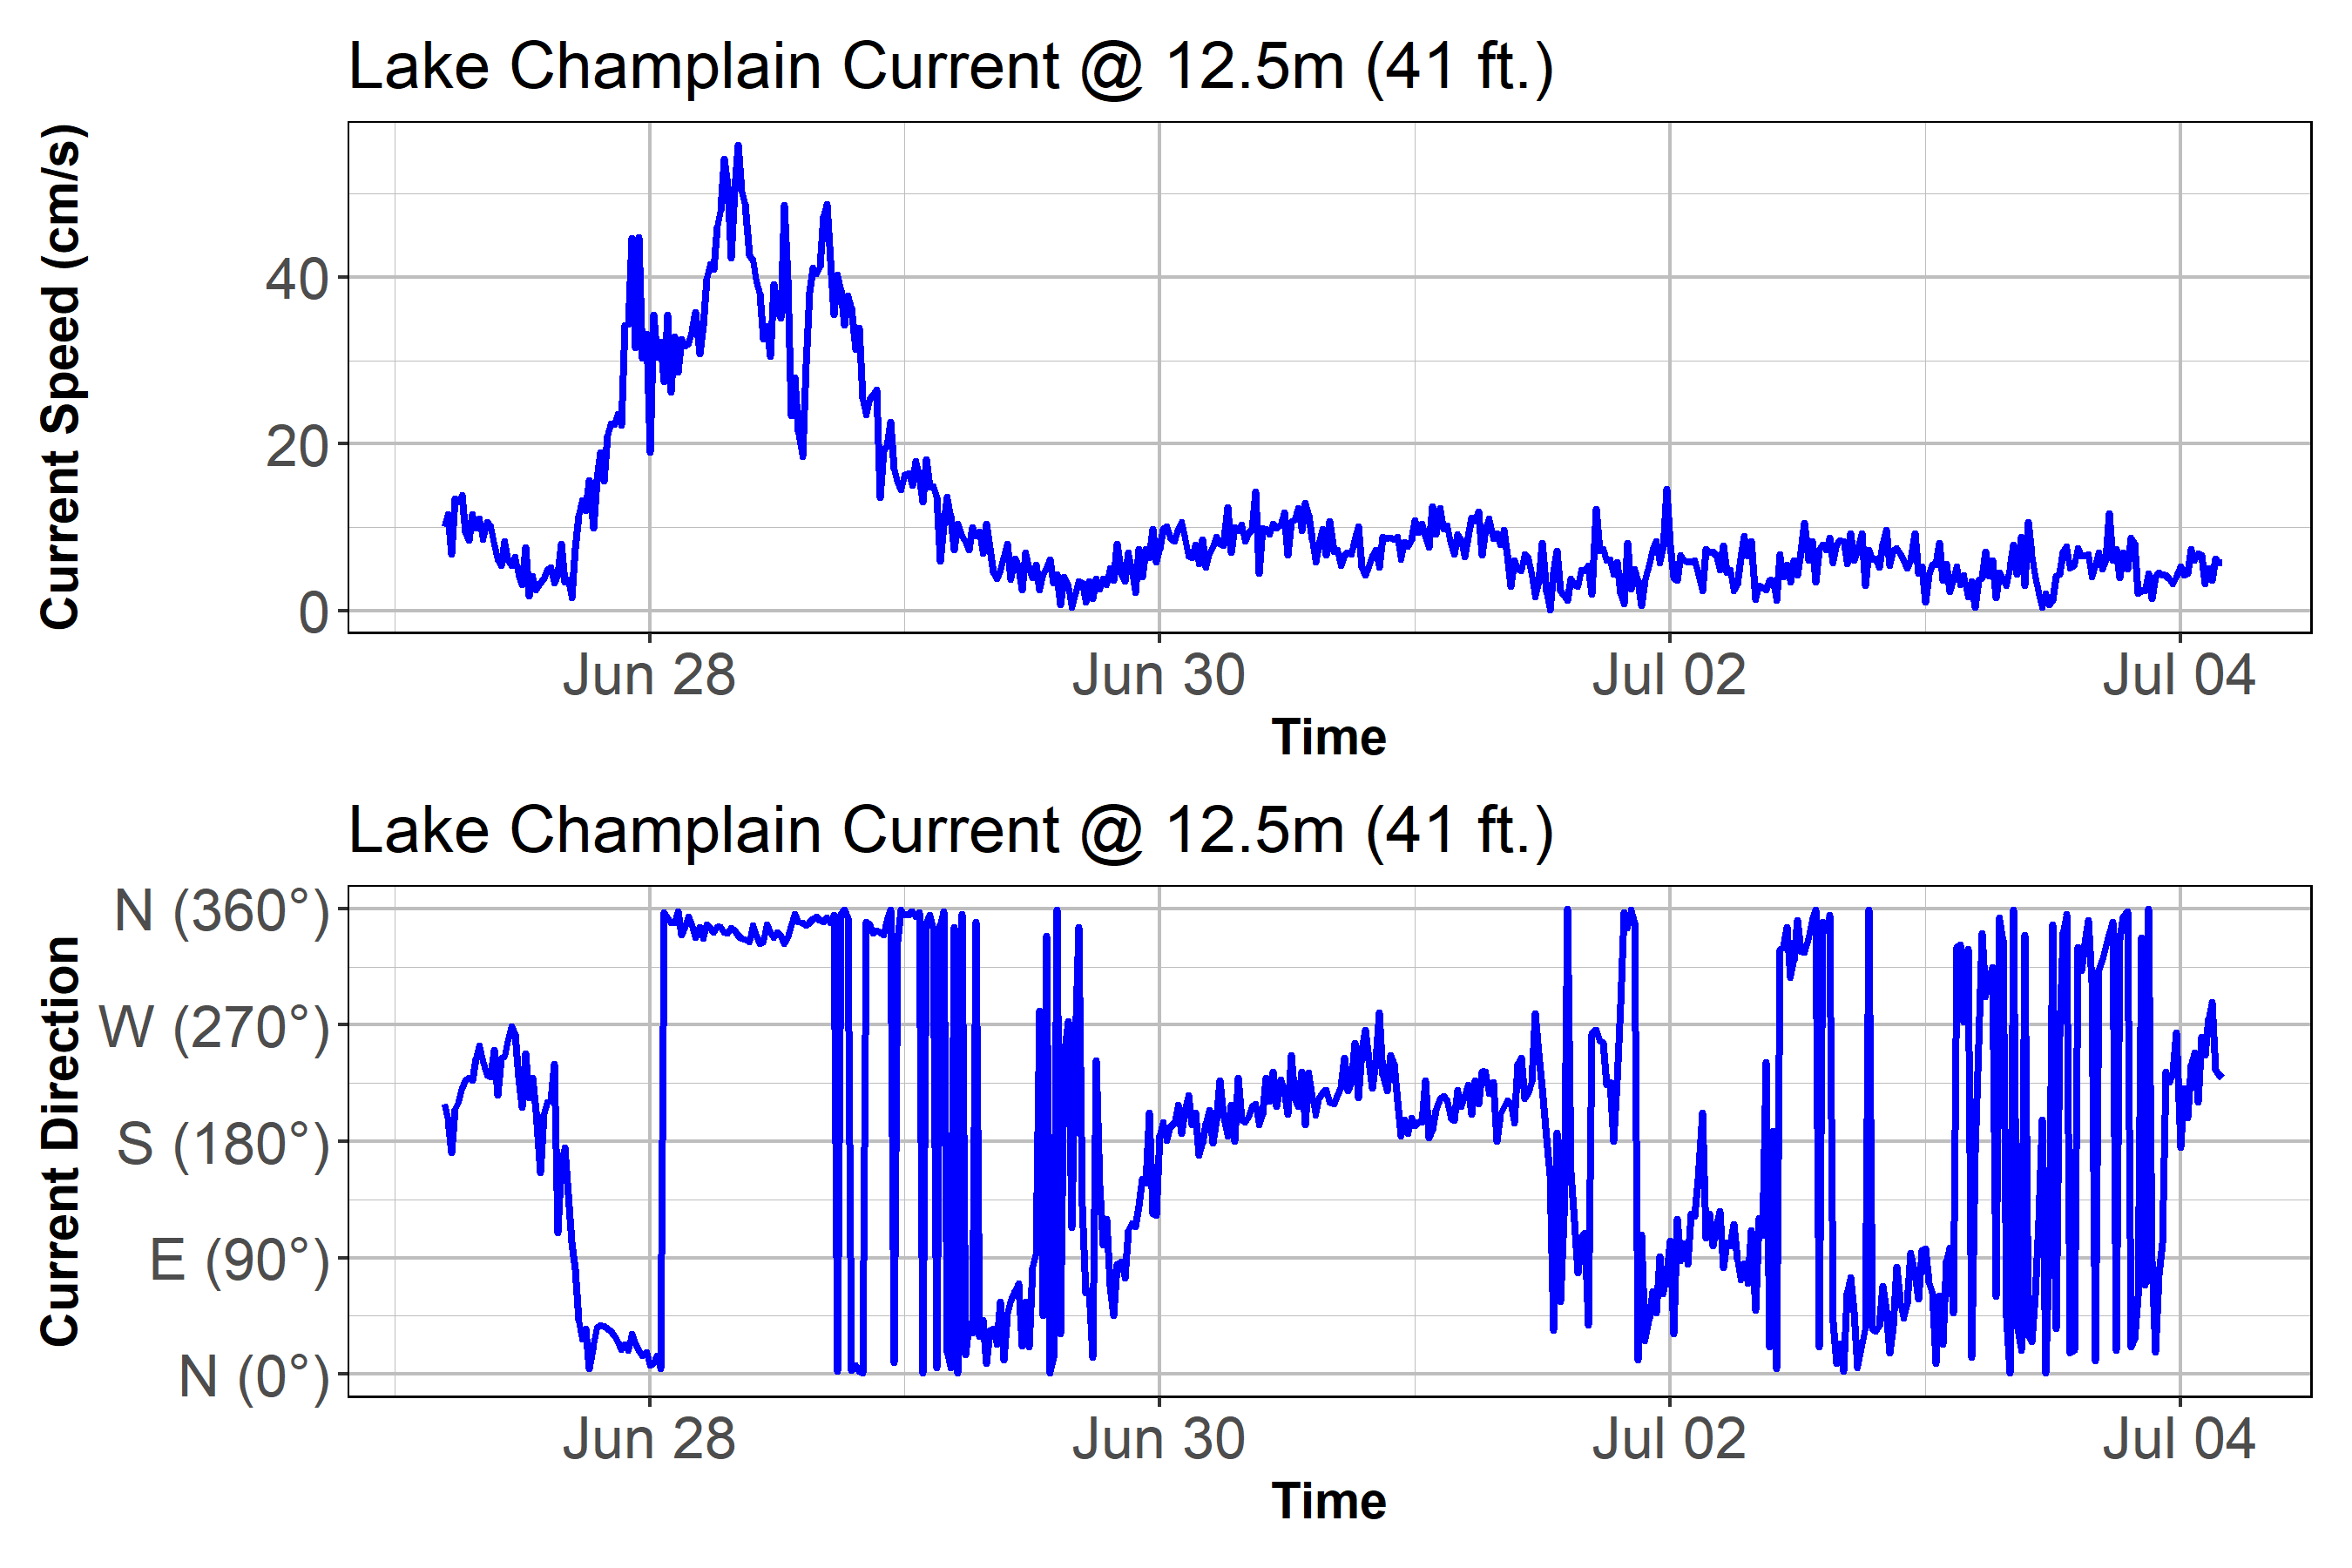 Lake Champlain Current @ 12.5m (41 ft.)
Current Speed (cm/s)
40
20
0
Jun 28 Jun 30 Jul 02 Jul 04
Time
Lake Champlain Current @ 12.5m (41 ft.)
Current Direction
N (360°)
W (270°)
S (180°)
E (90°)
N (0°)
Jun 28 Jun 30 Jul 02 Jul 04
Time